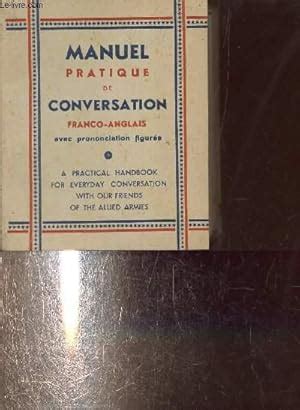 Le-livre.com
MANUEL
PRATIQUE
DE
CONVERSATION
FRANCO-ANGLAIS
avec prononciation figurée
A PRACTICAL HANDBOOK
FOR EVERYDAY CONVERSATION
WITH OUR FRIENDS
OF THE ALLIED ARMIES